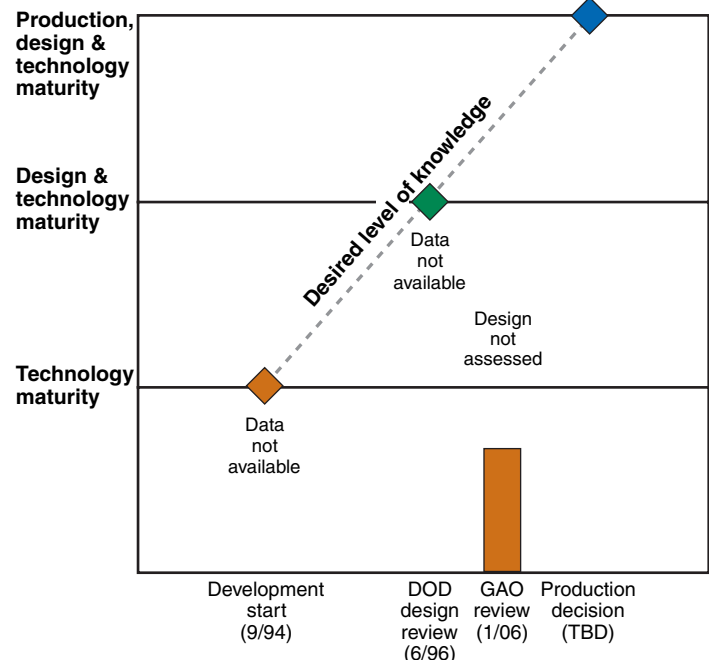 Production,
design &
technology
maturity
Design &
technology
maturity
Technology
maturity
Desired level of knowledge
Data
not
available
Design
not
assessed
Data
not
available
Development
start
(9/94)
DOD
design
review
(6/96)
GAO
review
(1/06)
Production
decision
(TBD)